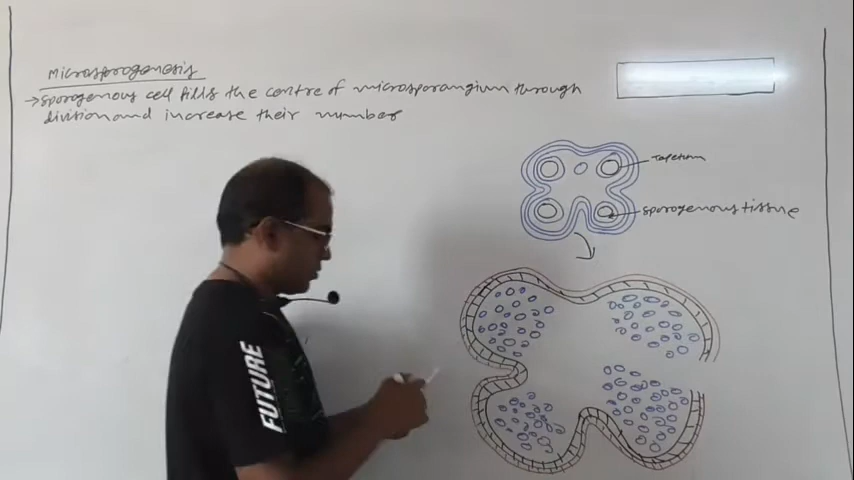 Microsporogenesis
→ sporogenous cell fills the centre of microsporangium through
division and increase their number
Tapetum
sporogenous tissue
FUTURE